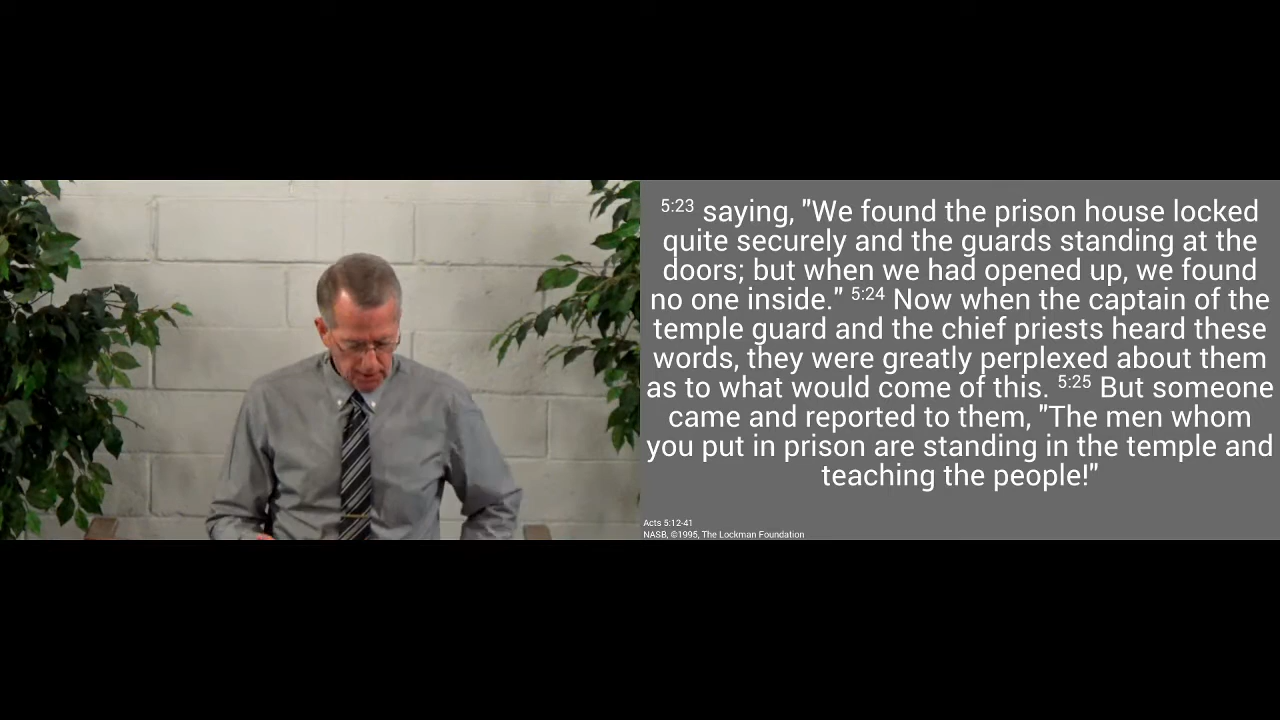 5:23 saying, "We found the prison house locked
quite securely and the guards standing at the
doors; but when we had opened up, we found
no one inside." 5:24 Now when the captain of the
temple guard and the chief priests heard these
words, they were greatly perplexed about them
as to what would come of this. 5:25 But someone
came and reported to them, "The men whom
you put in prison are standing in the temple and
teaching the people!"
Acts 5:12-41
NASB, ©1995, The Lockman Foundation